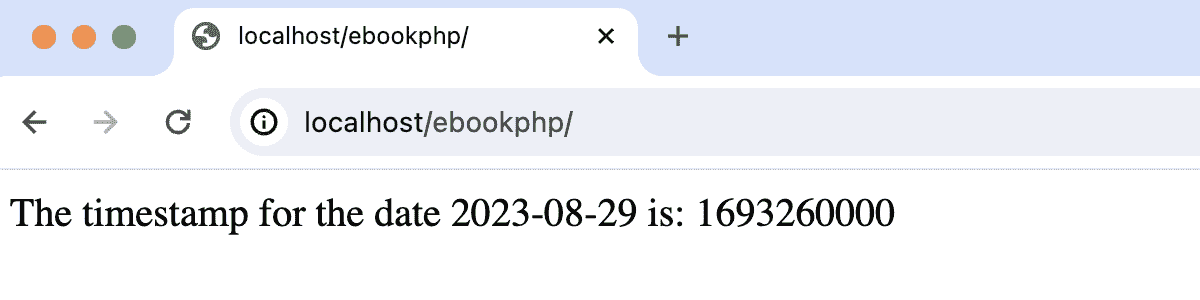 localhost/ebookphp/
localhost/ebookphp/
The timestamp for the date 2023-08-29 is: 1693260000